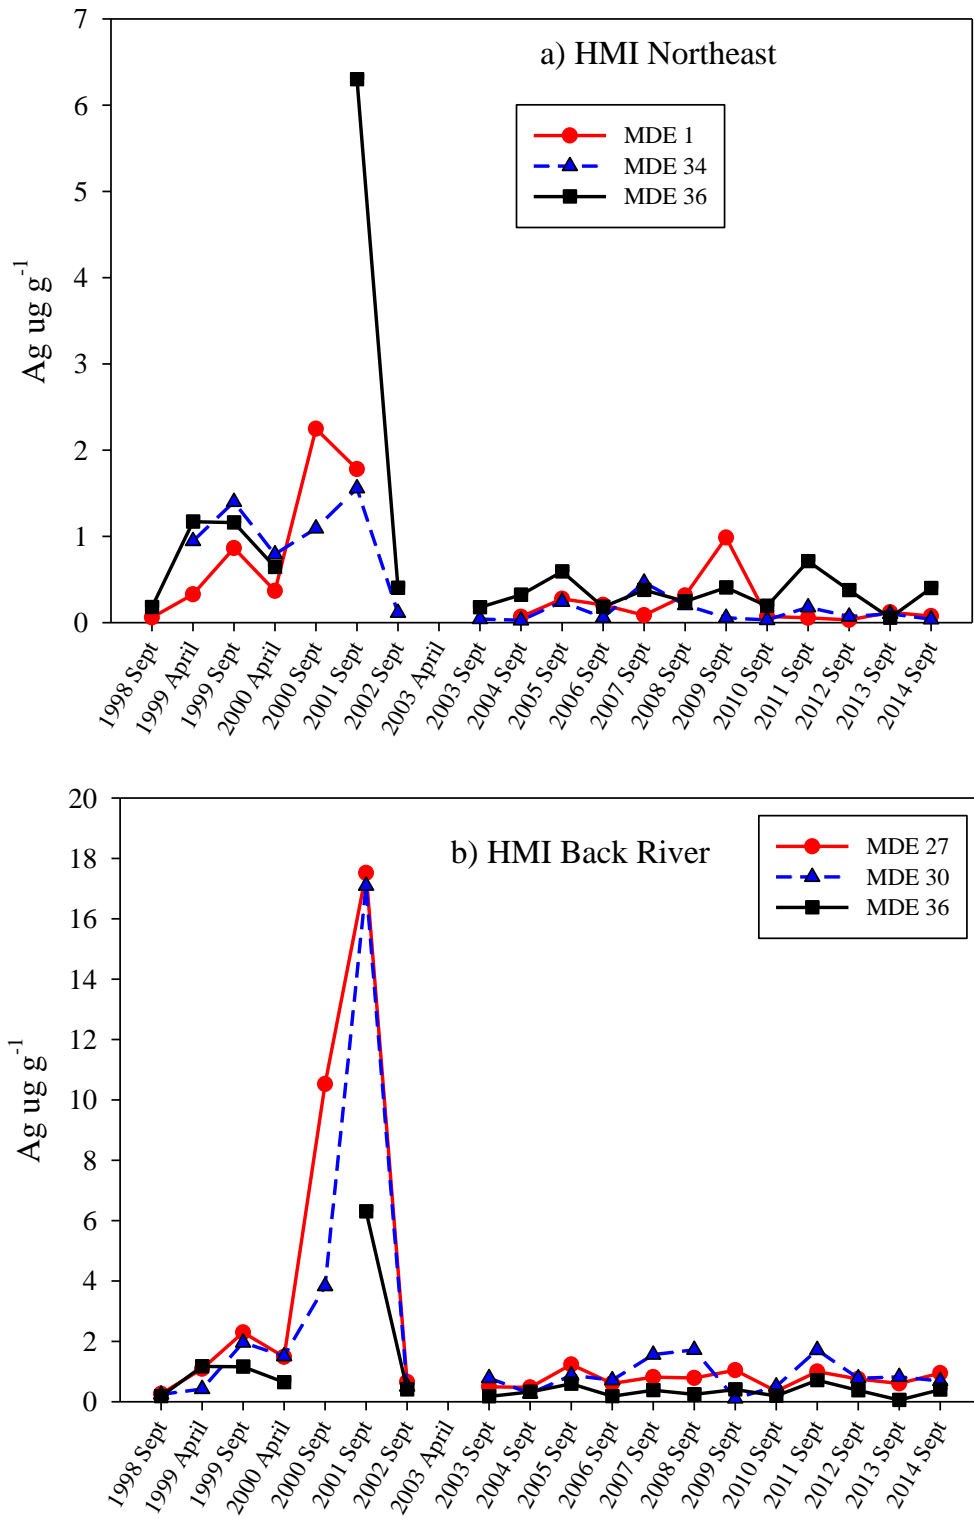 a) HMI Northeast
MDE 1
MDE 34
MDE 36
Ag ug g⁻¹
7
6
5
4
3
2
1
0
1998 Sept
1999 April
1999 Sept
2000 April
2000 Sept
2001 Sept
2002 Sept
2003 April
2003 Sept
2004 Sept
2005 Sept
2006 Sept
2007 Sept
2008 Sept
2009 Sept
2010 Sept
2011 Sept
2012 Sept
2013 Sept
2014 Sept
b) HMI Back River
MDE 27
MDE 30
MDE 36
Ag ug g⁻¹
20
18
16
14
12
10
8
6
4
2
0
1998 Sept
1999 April
1999 Sept
2000 April
2000 Sept
2001 Sept
2002 Sept
2003 April
2003 Sept
2004 Sept
2005 Sept
2006 Sept
2007 Sept
2008 Sept
2009 Sept
2010 Sept
2011 Sept
2012 Sept
2013 Sept
2014 Sept